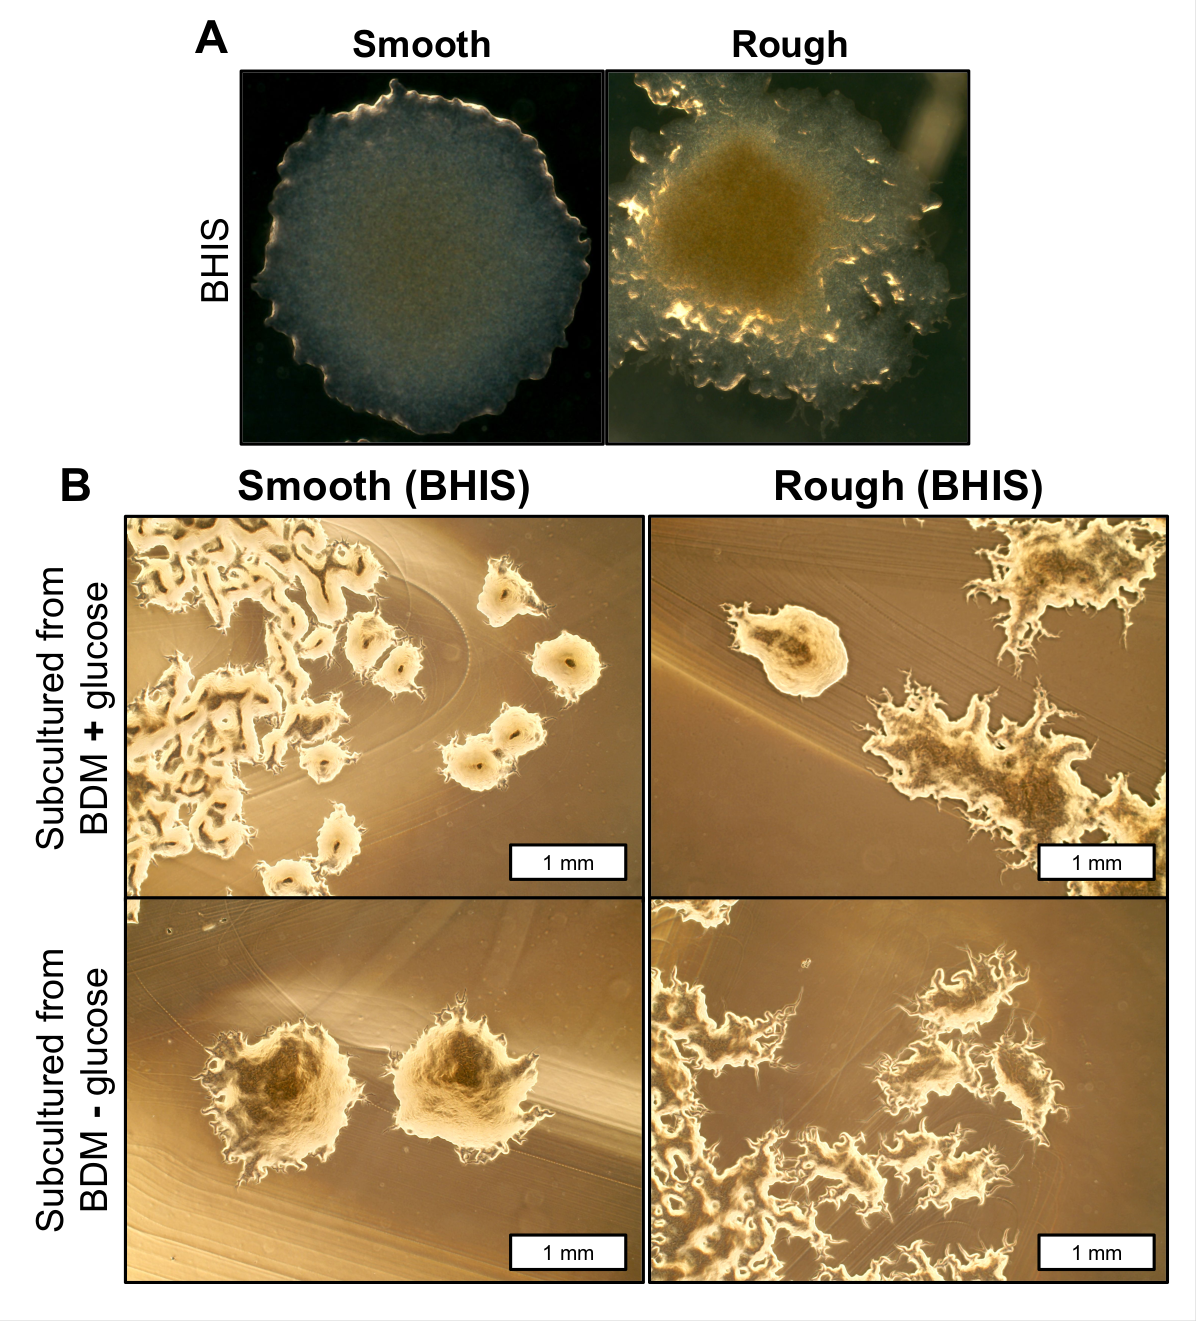 A
Smooth
Rough
BHIS
B
Smooth (BHIS)
Rough (BHIS)
Subcultured from
BDM + glucose
1 mm
1 mm
Subcultured from
BDM - glucose
1 mm
1 mm